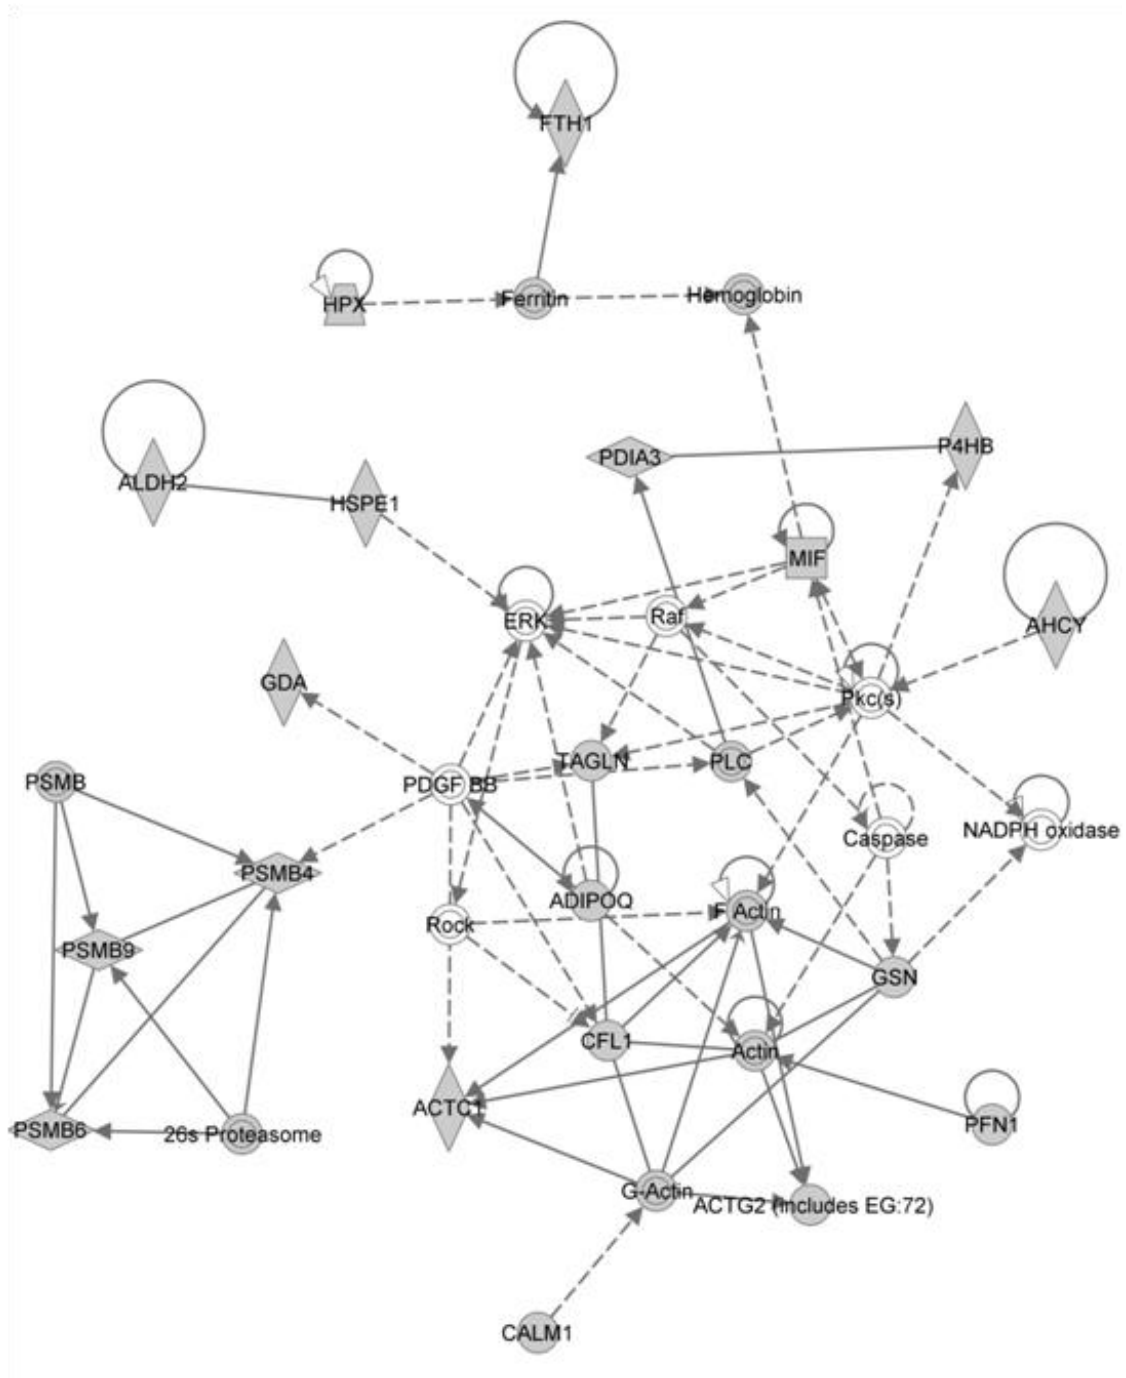 FTH1
HPX
Ferritin
Hemoglobin
PDIA3
P4HB
ALDH2
HSPE1
MIF
ERK
Raf
AHCY
GDA
Pkc(s)
TAGLN
PLC
PSMB
PDGF BB
Caspase
NADPH oxidase
PSMB4
ADIPOQ
F Actin
Rock
PSMB9
GSN
CFL1
Actin
ACTC1
PFN1
PSMB6
26s Proteasome
G-Actin
ACTG2 (includes EG:72)
CALM1